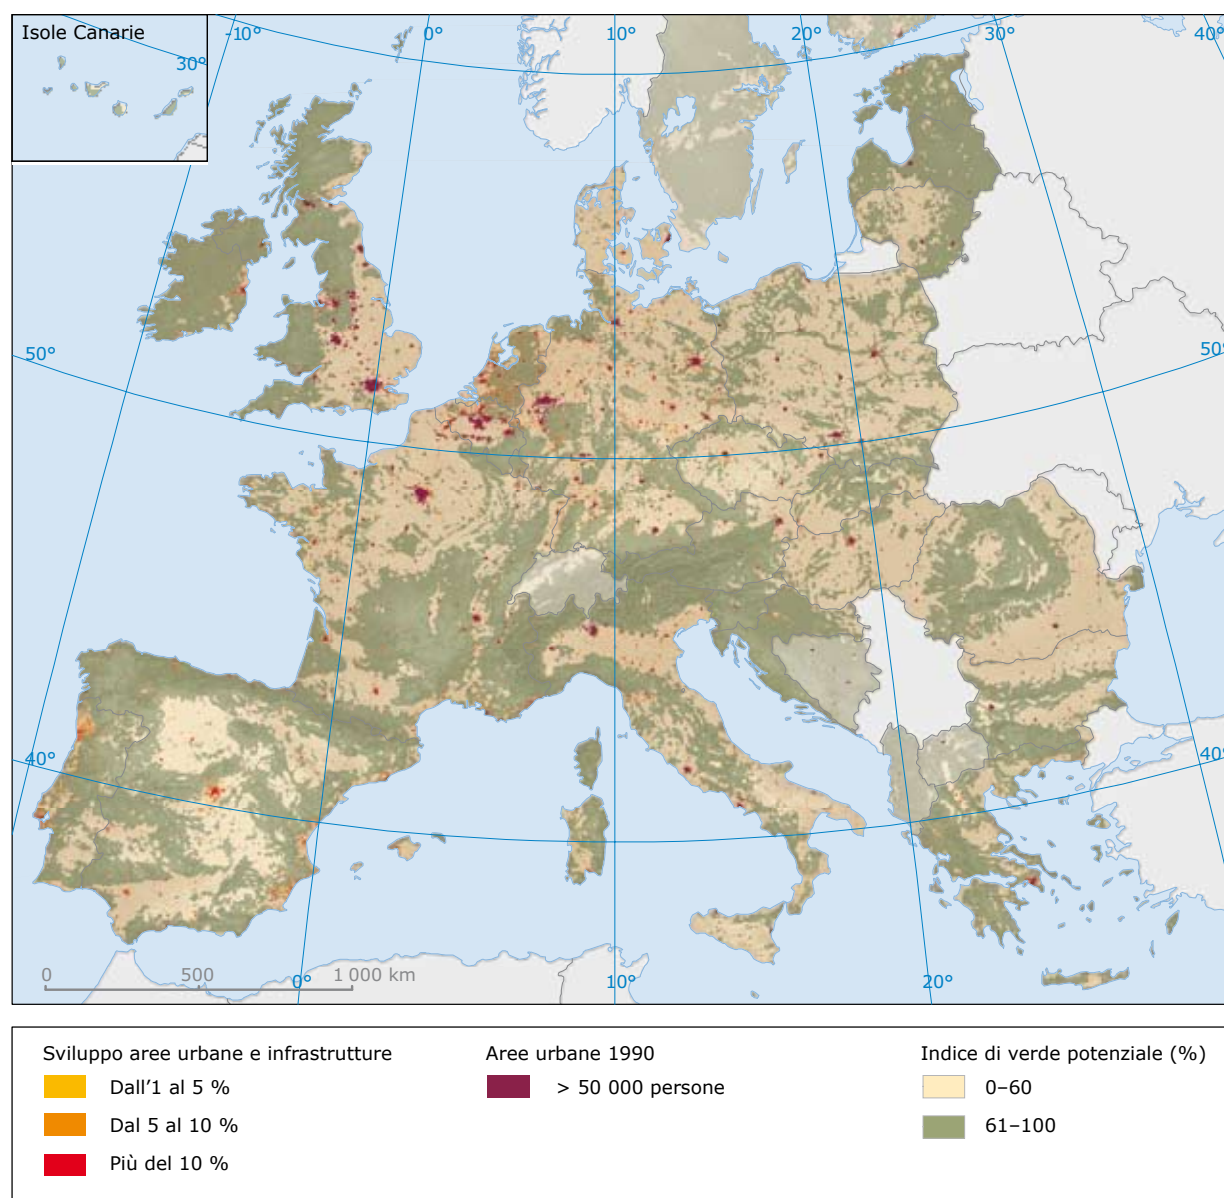 Isole Canarie
-10°
0°
10°
20°
30°
40°
30°
50°
50°
40°
40°
0
500
1 000 km
0°
10°
20°
Sviluppo aree urbane e infrastrutture
Dall'1 al 5 %
Dal 5 al 10 %
Più del 10 %
Aree urbane 1990
> 50 000 persone
Indice di verde potenziale (%)
0–60
61–100